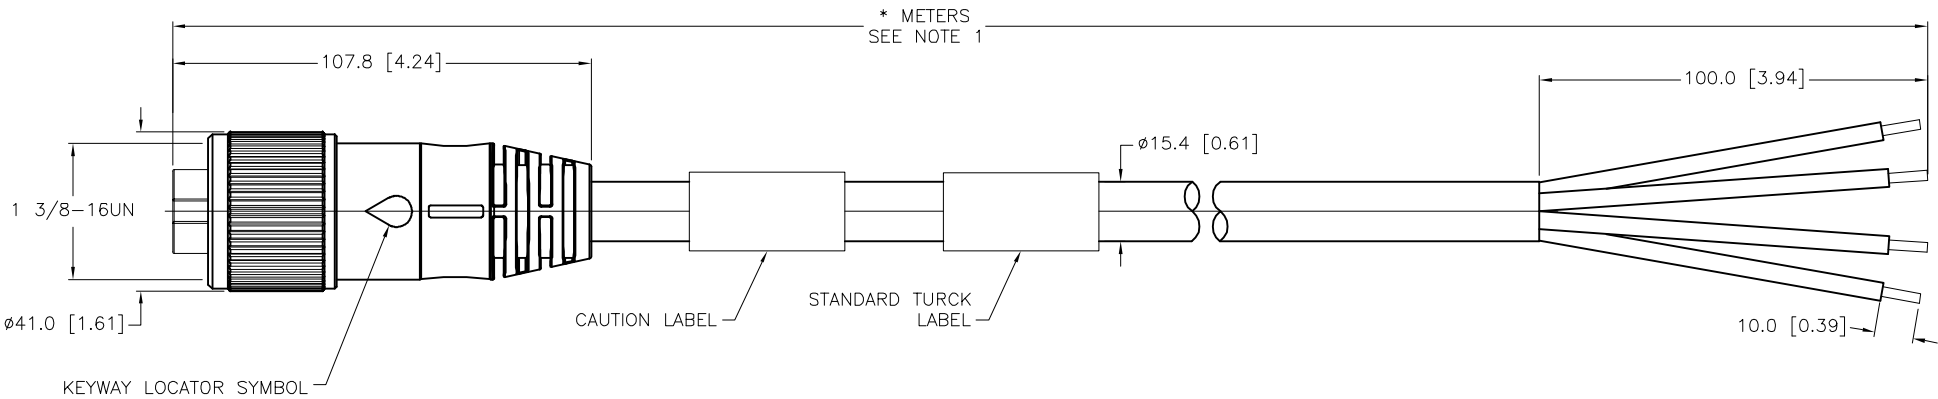 * METERS
SEE NOTE 1
107.8 [4.24]
100.0 [3.94]
ø15.4 [0.61]
1 3/8-16UN
ø41.0 [1.61]
CAUTION LABEL
STANDARD TURCK
LABEL
10.0 [0.39]
KEYWAY LOCATOR SYMBOL